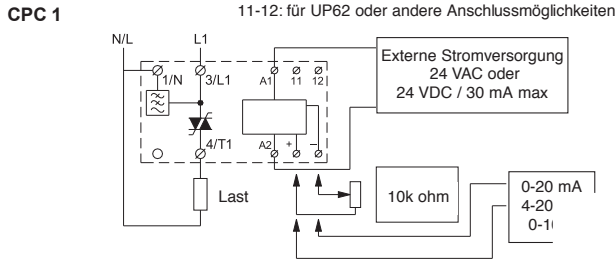 CPC 1
11-12: für UP62 oder andere Anschlussmöglichkeiten
N/L
L1
1/N
3/L1
A1
11
12
Externe Stromversorgung
24 VAC oder
24 VDC / 30 mA max
4/T1
A2
+
−
Last
10k ohm
0-20 mA
4-20